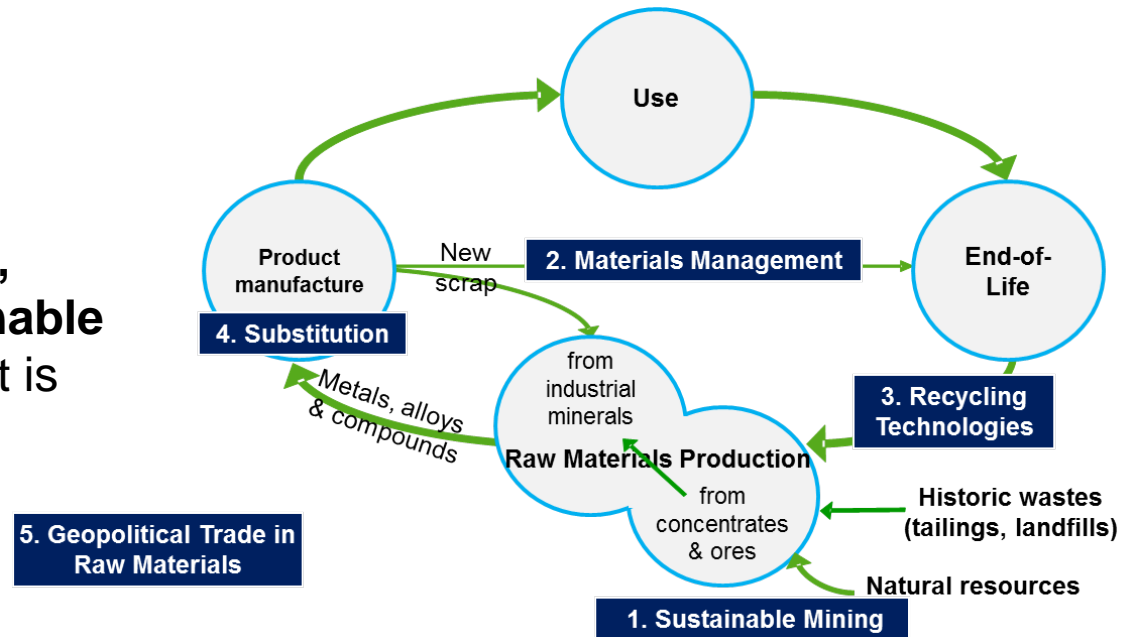 Use
Product
manufacture
New
scrap
2. Materials Management
End-of-
Life
,
nable
t is
4. Substitution
from
industrial
minerals
Metals, alloys
& compounds
3. Recycling
Technologies
Raw Materials Production
from
concentrates
& ores
Historic wastes
(tailings, landfills)
5. Geopolitical Trade in
Raw Materials
Natural resources
1. Sustainable Mining